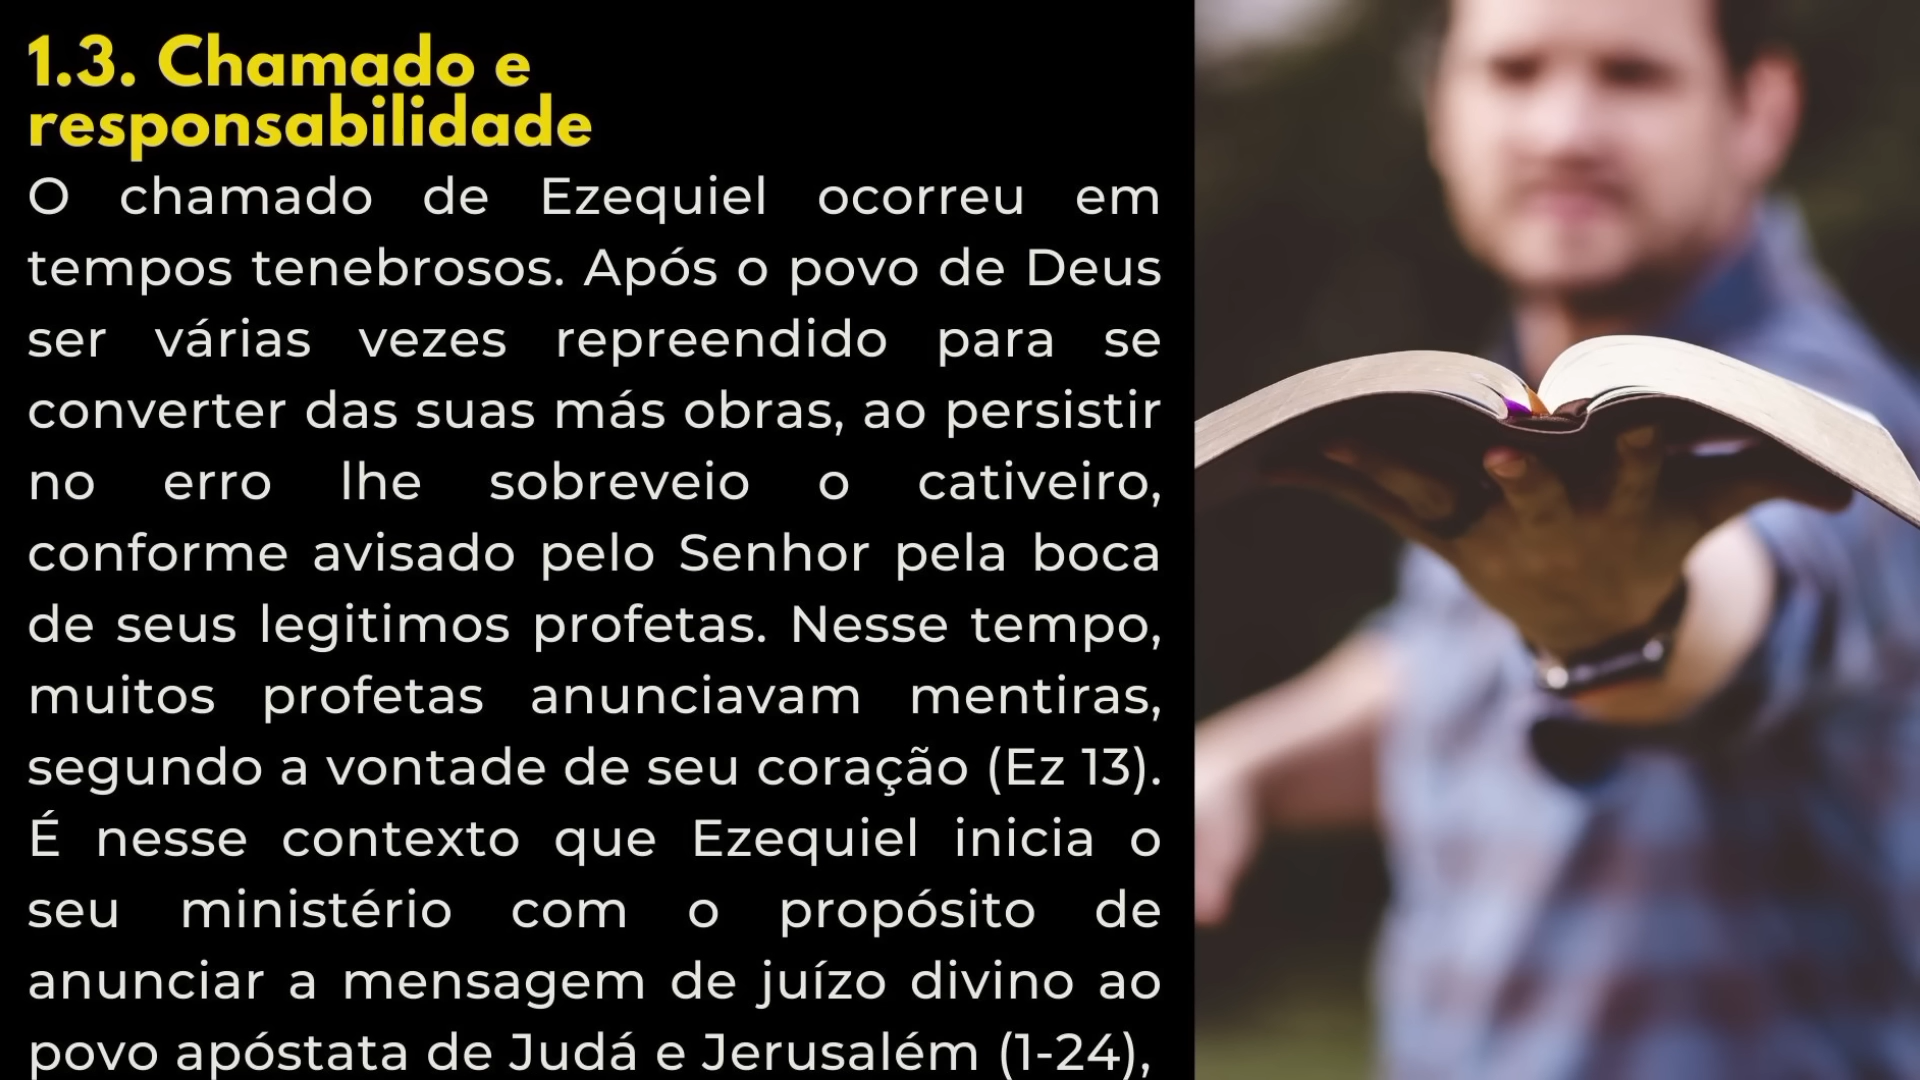 1.3. Chamado e
responsabilidade
O chamado de Ezequiel ocorreu em
tempos tenebrosos. Após o povo de Deus
ser várias vezes repreendido para se
converter das suas más obras, ao persistir
no erro lhe sobreveio o cativeiro,
conforme avisado pelo Senhor pela boca
de seus legitimos profetas. Nesse tempo,
muitos profetas anunciavam mentiras,
segundo a vontade de seu coração (Ez 13).
É nesse contexto que Ezequiel inicia o
seu ministério com o propósito de
anunciar a mensagem de juízo divino ao
povo apóstata de Judá e Jerusalém (1-24),